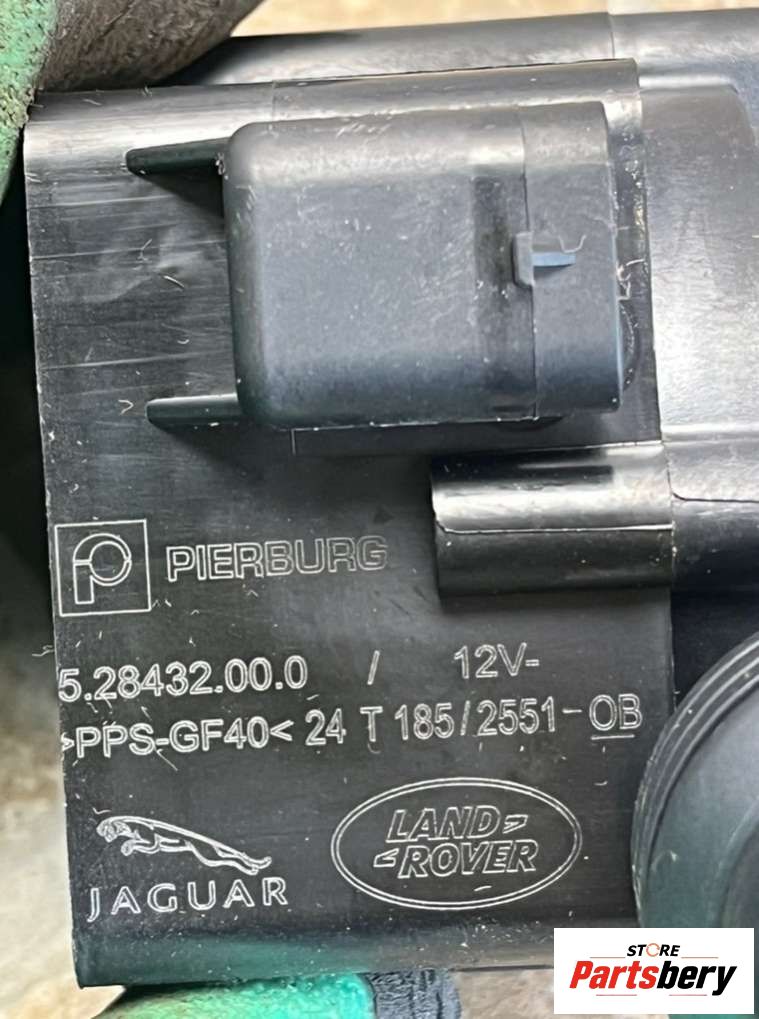 PIERBURG
5.28432.00.0 / 12V-
>PPS-GF40< 24 T 185/2551-OB
JAGUAR
LAND-
-ROVER
STORE
Partsbery